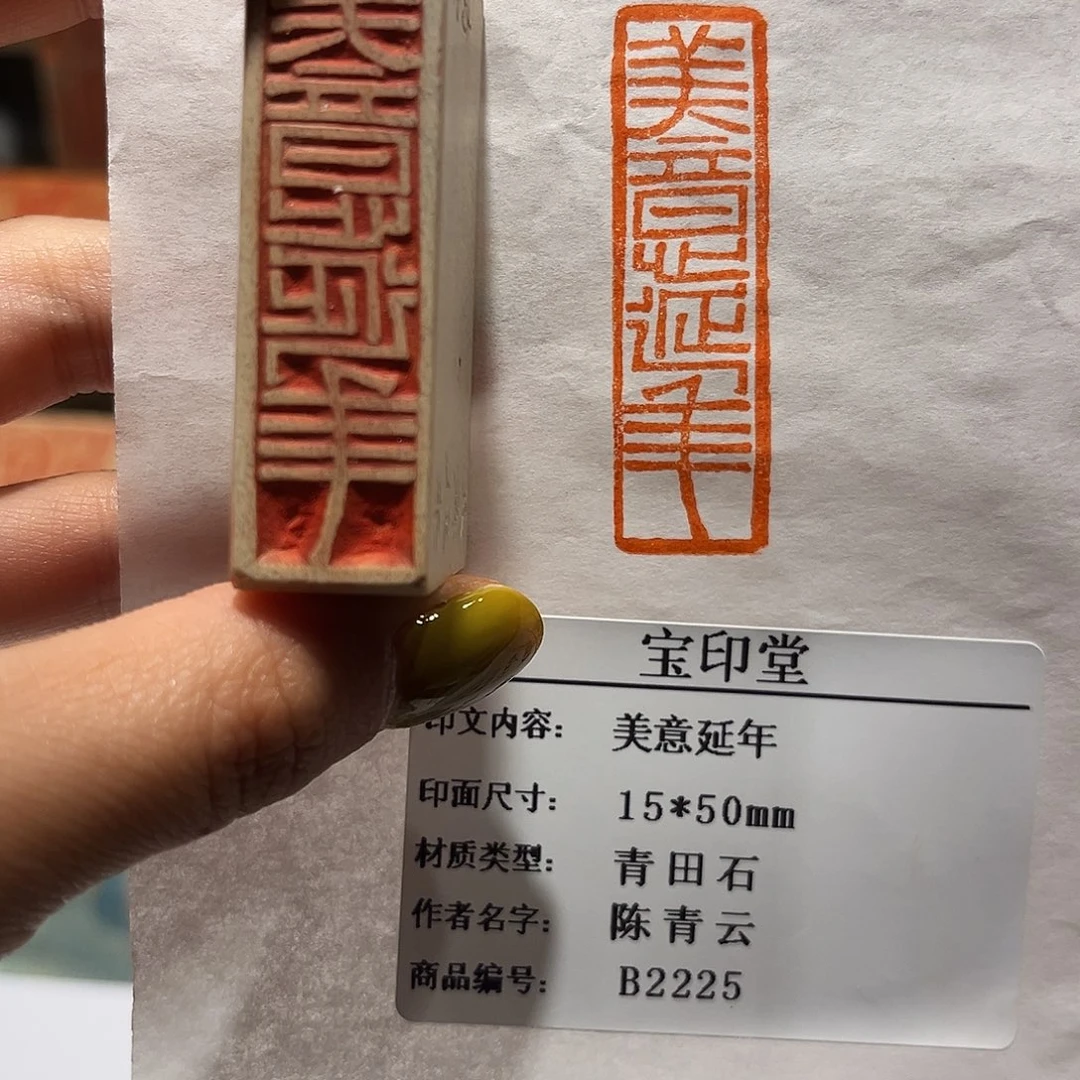 美意延年
宝印堂
印文内容： 美意延年
印面尺寸： 15*50mm
材质类型： 青田石
作者名字： 陈青云
商品编号： B2225